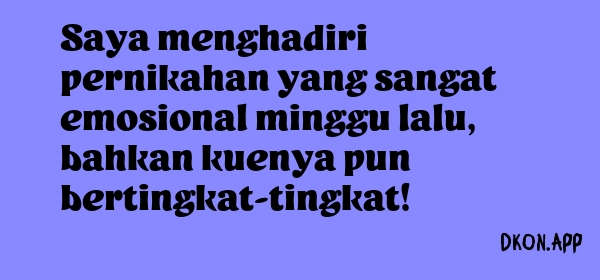 Saya menghadiri
pernikahan yang sangat
emosional minggu lalu,
bahkan kuenya pun
bertingkat-tingkat!
DKON.APP